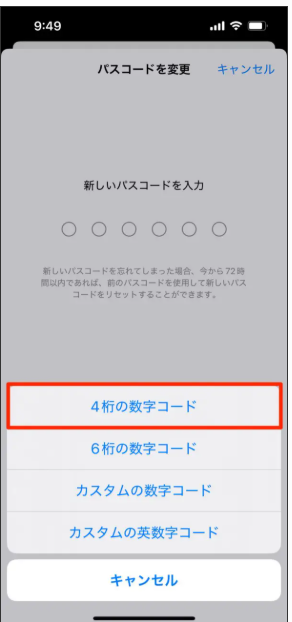 9:49
パスコードを変更 キャンセル
新しいパスコードを入力
新しいパスコードを忘れてしまった場合、今から72時
間以内であれば、前のパスコードを使用して新しいパス
コードをリセットすることができます。
4桁の数字コード
6桁の数字コード
カスタムの数字コード
カスタムの英数字コード
キャンセル